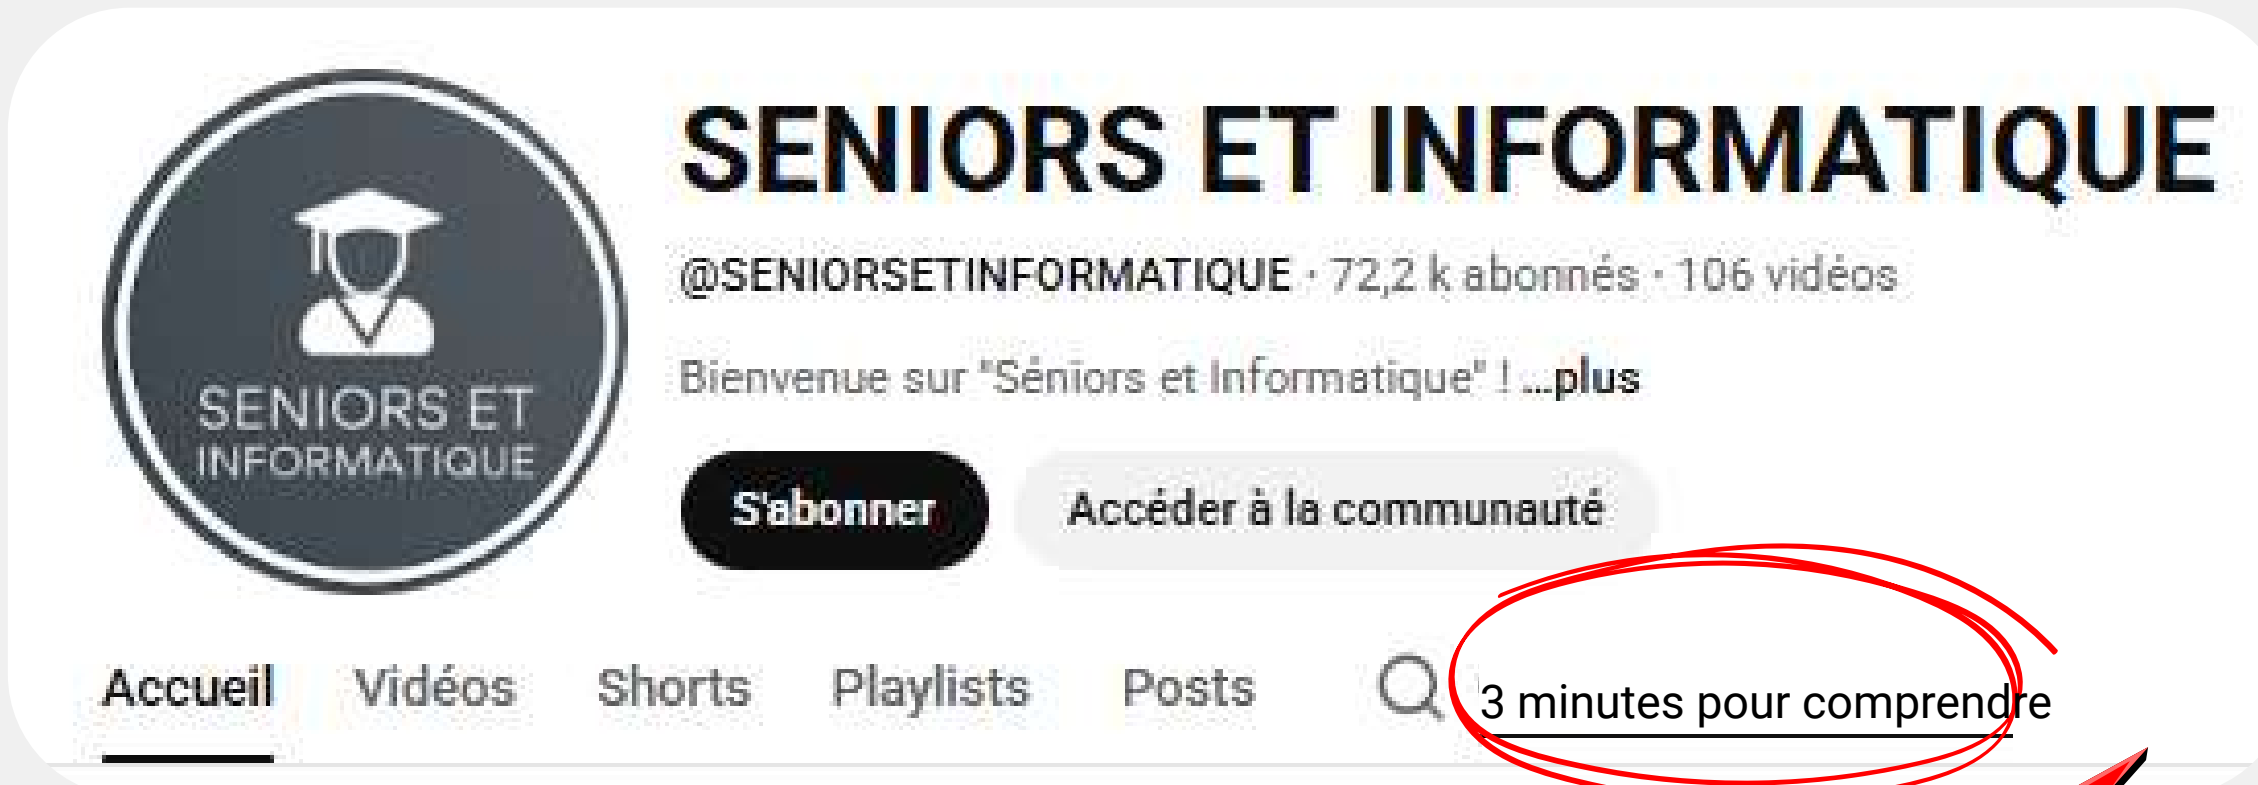 SENIORS ET
INFORMATIQUE
SENIORS ET INFORMATIQUE
@SENIORSETINFORMATIQUE · 72,2 k abonnés · 106 vidéos
Bienvenue sur "Séniors et Informatique" ! ...plus
S'abonner
Accéder à la communauté
Accueil Vidéos Shorts Playlists Posts 3 minutes pour comprendre